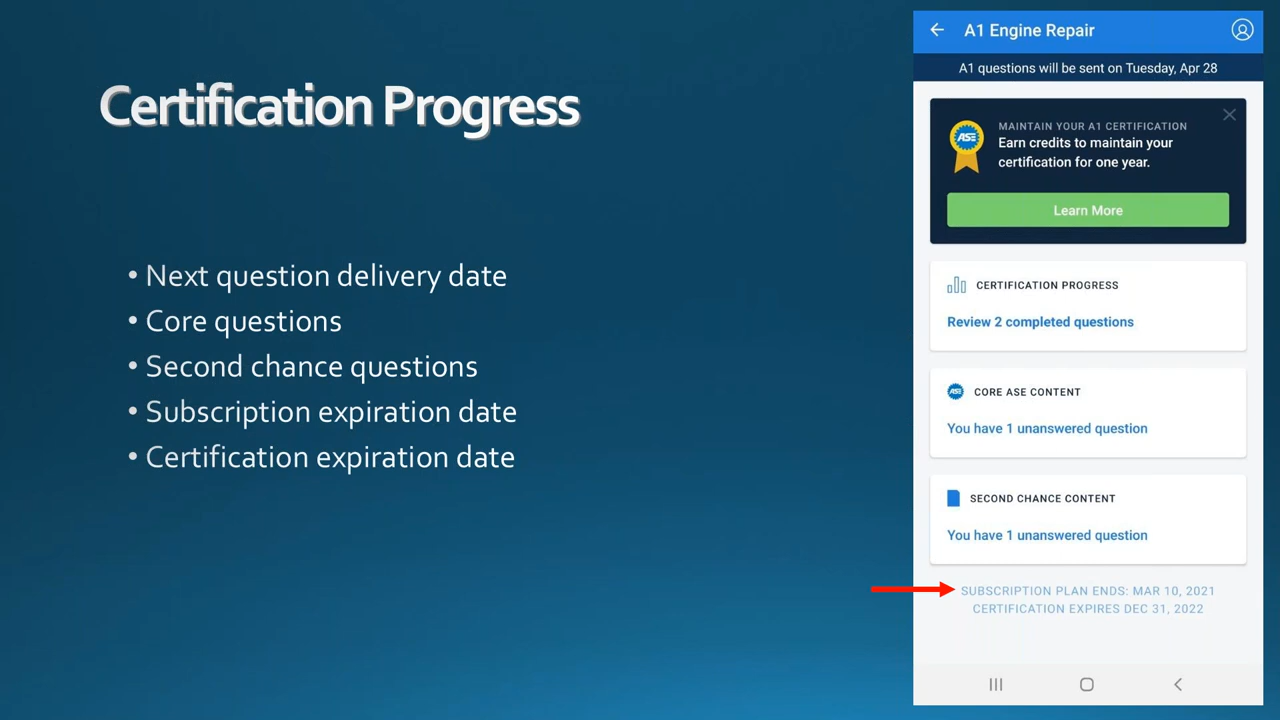 Certification Progress
• Next question delivery date
• Core questions
• Second chance questions
• Subscription expiration date
• Certification expiration date
A1 Engine Repair
A1 questions will be sent on Tuesday, Apr 28
ASE
MAINTAIN YOUR A1 CERTIFICATION
Earn credits to maintain your
certification for one year.
Learn More
CERTIFICATION PROGRESS
Review 2 completed questions
ASE
CORE ASE CONTENT
You have 1 unanswered question
SECOND CHANCE CONTENT
You have 1 unanswered question
SUBSCRIPTION PLAN ENDS: MAR 10, 2021
CERTIFICATION EXPIRES DEC 31, 2022